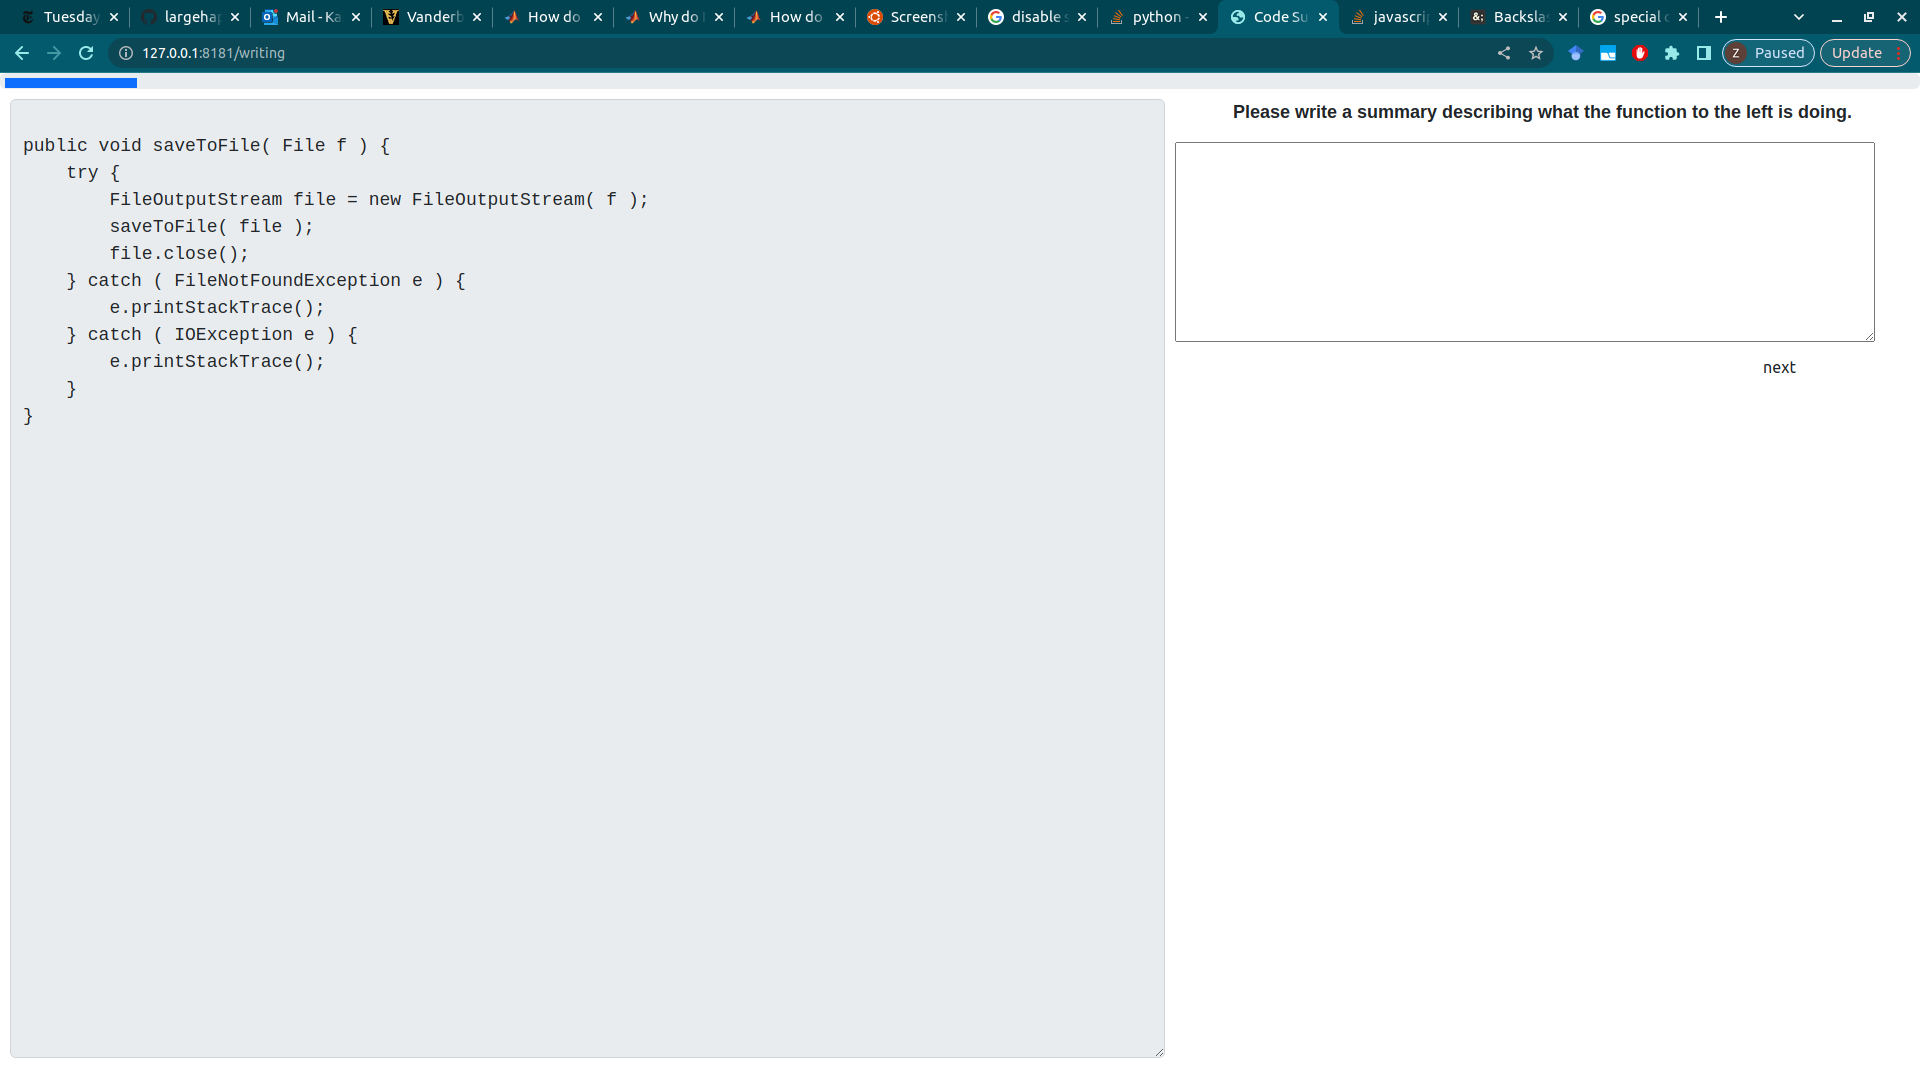 Tuesday
largehap
Mail - Ka
Vanderb
How do
Why do
How do
Screens
disable s
python -
Code Su
javascrip
Backslas
special c
127.0.0.1:8181/writing
Z Paused
Update
public void saveToFile( File f ) {
    try {
        FileOutputStream file = new FileOutputStream( f );
        saveToFile( file );
        file.close();
    } catch ( FileNotFoundException e ) {
        e.printStackTrace();
    } catch ( IOException e ) {
        e.printStackTrace();
    }
}
Please write a summary describing what the function to the left is doing.
next